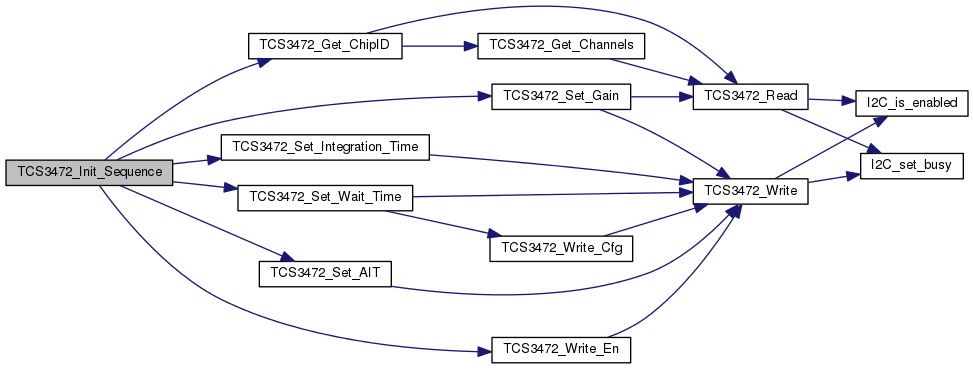 TCS3472_Init_Sequence
TCS3472_Get_ChipID
TCS3472_Get_Channels
TCS3472_Set_Gain
TCS3472_Read
I2C_is_enabled
TCS3472_Set_Integration_Time
TCS3472_Set_Wait_Time
TCS3472_Write
I2C_set_busy
TCS3472_Write_Cfg
TCS3472_Set_AIT
TCS3472_Write_En